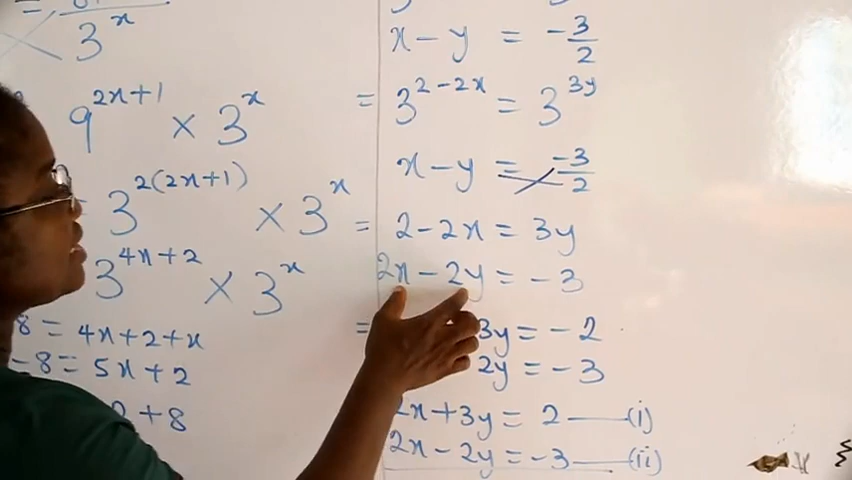 3^x
9^(2x+1) × 3^x
3^(2(2x+1)) × 3^x
3^(4x+2) × 3^x
8 = 4x+2+x
-8 = 5x+2
+8
x - y = -3/2
= 3^(2-2x) = 3^(3y)
x - y = -3/2
= 2-2x = 3y
2x - 2y = -3
= 3y = -2
2y = -3
2x+3y = 2 —— (i)
2x - 2y = -3 —— (ii)